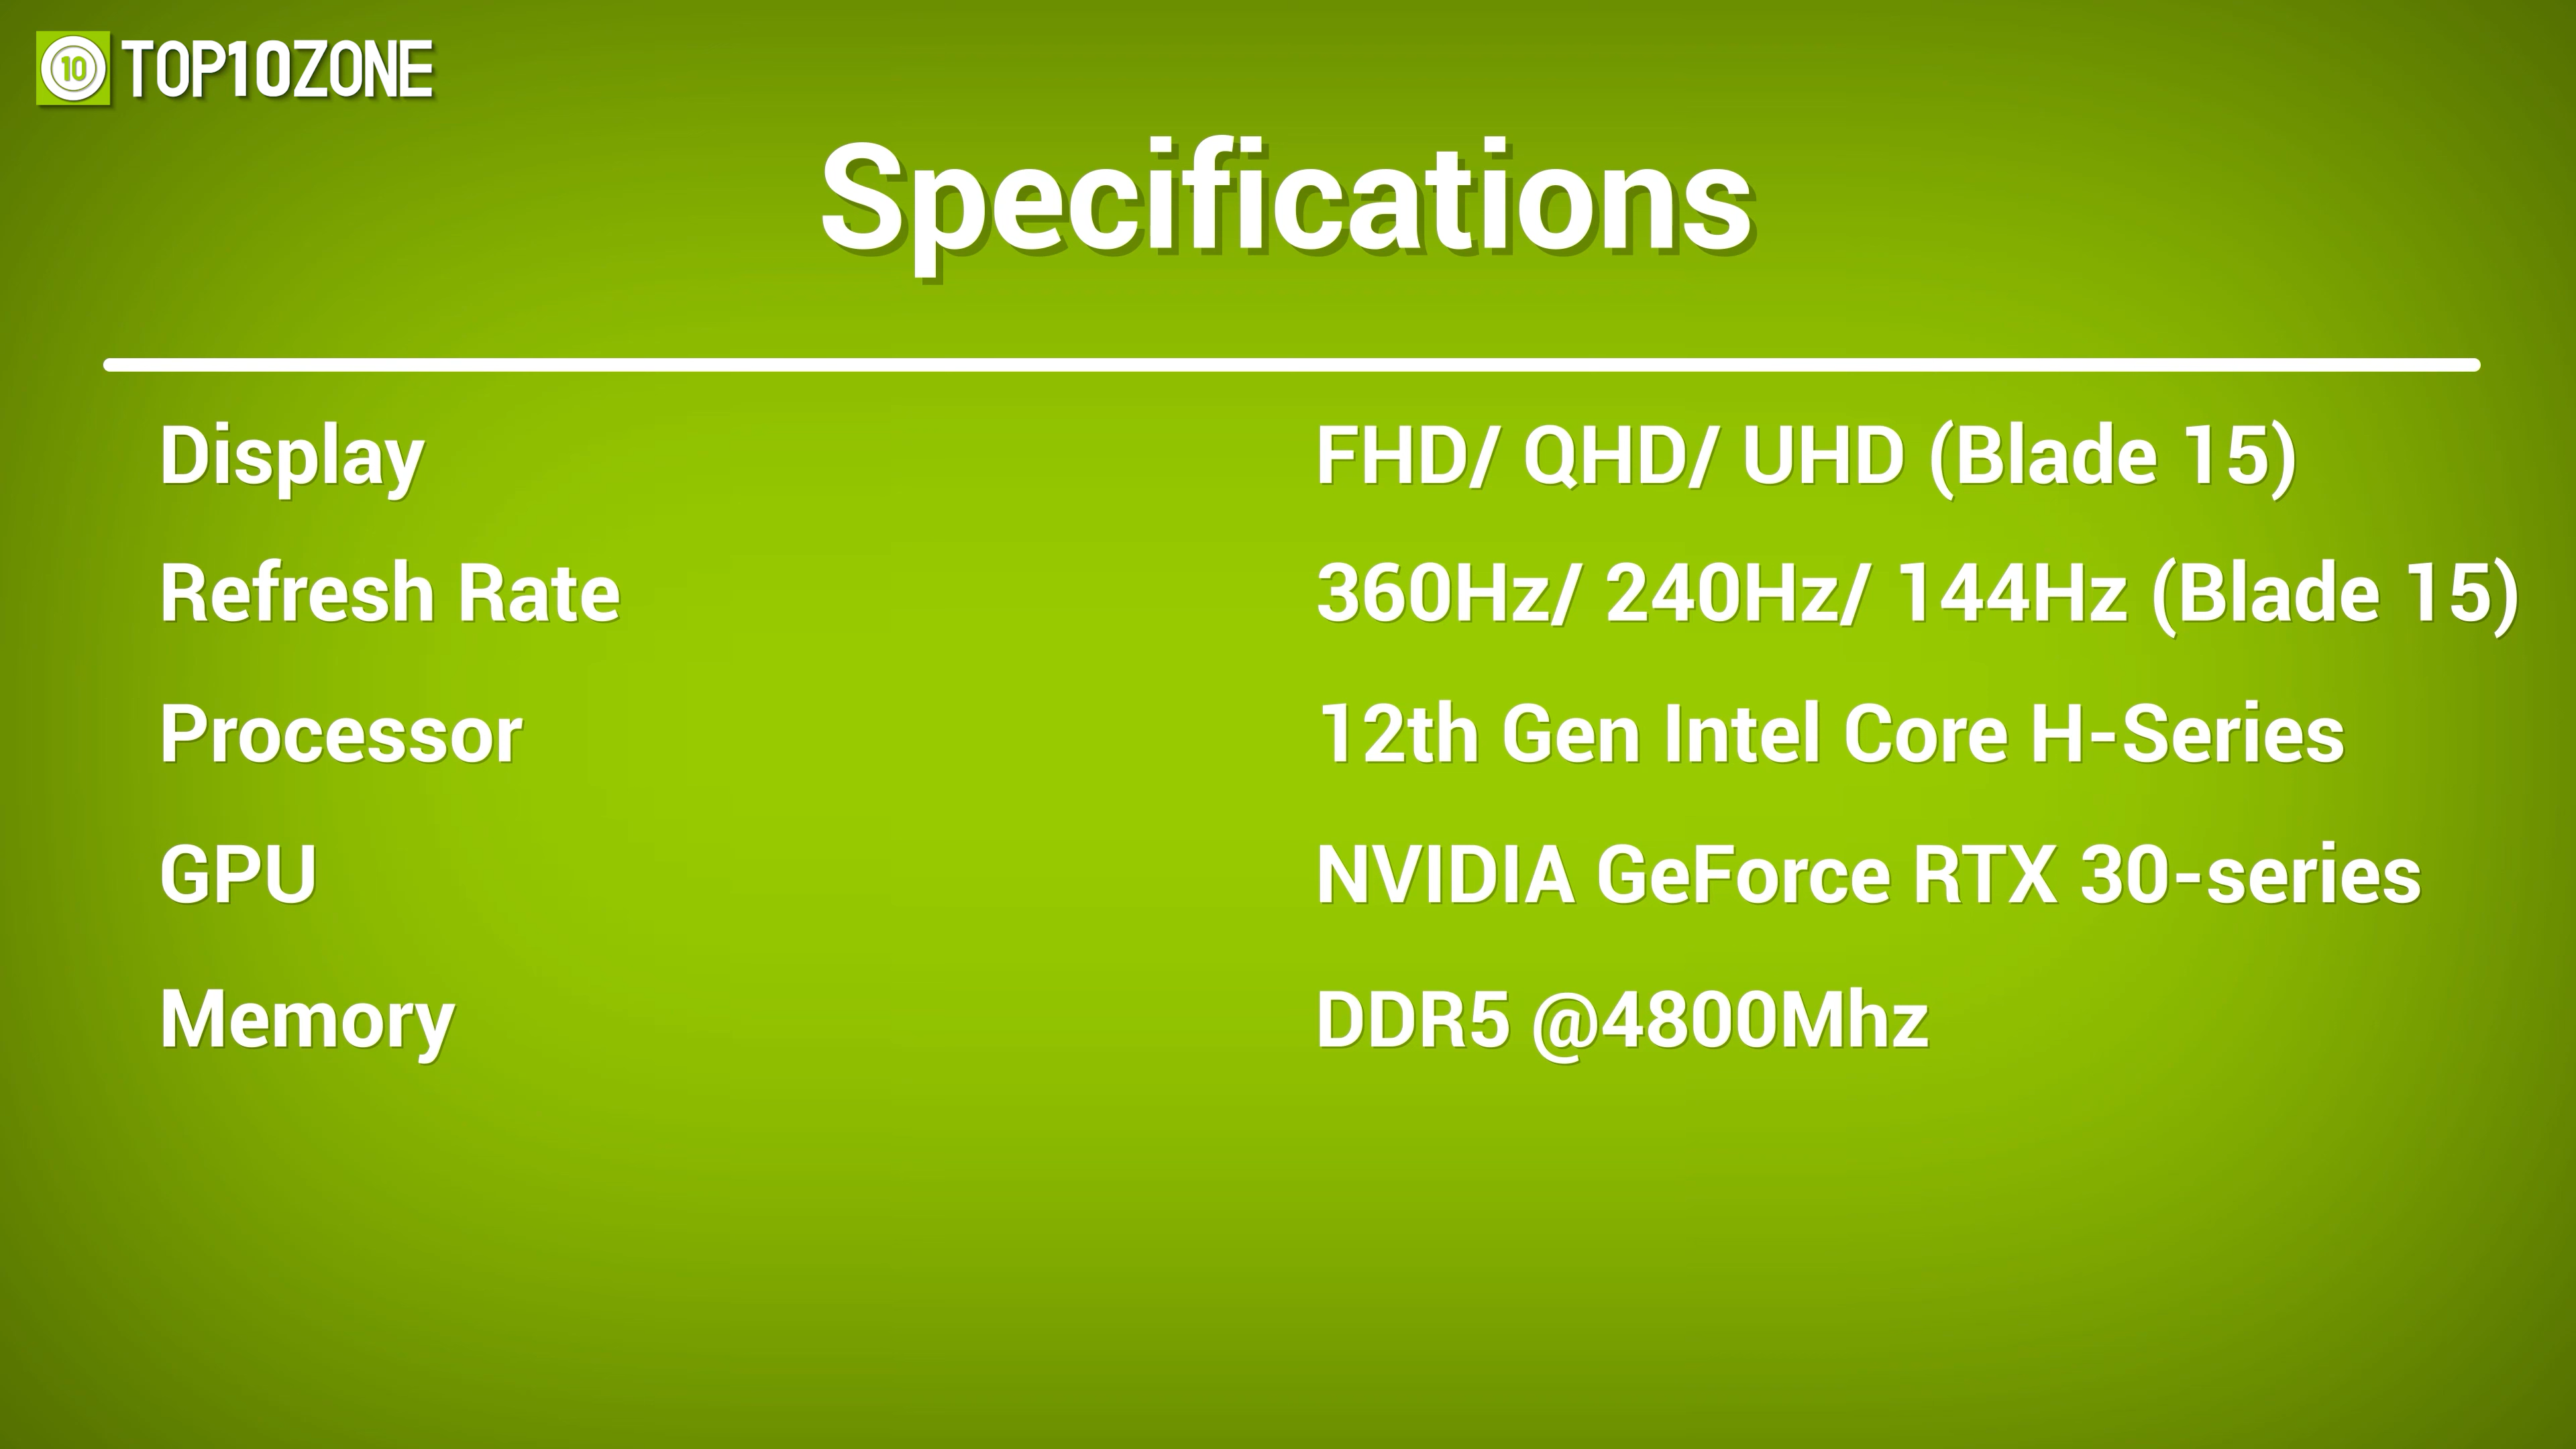 10 TOP10ZONE
Specifications
Display FHD/ QHD/ UHD (Blade 15)
Refresh Rate 360Hz/ 240Hz/ 144Hz (Blade 15)
Processor 12th Gen Intel Core H-Series
GPU NVIDIA GeForce RTX 30-series
Memory DDR5 @4800Mhz